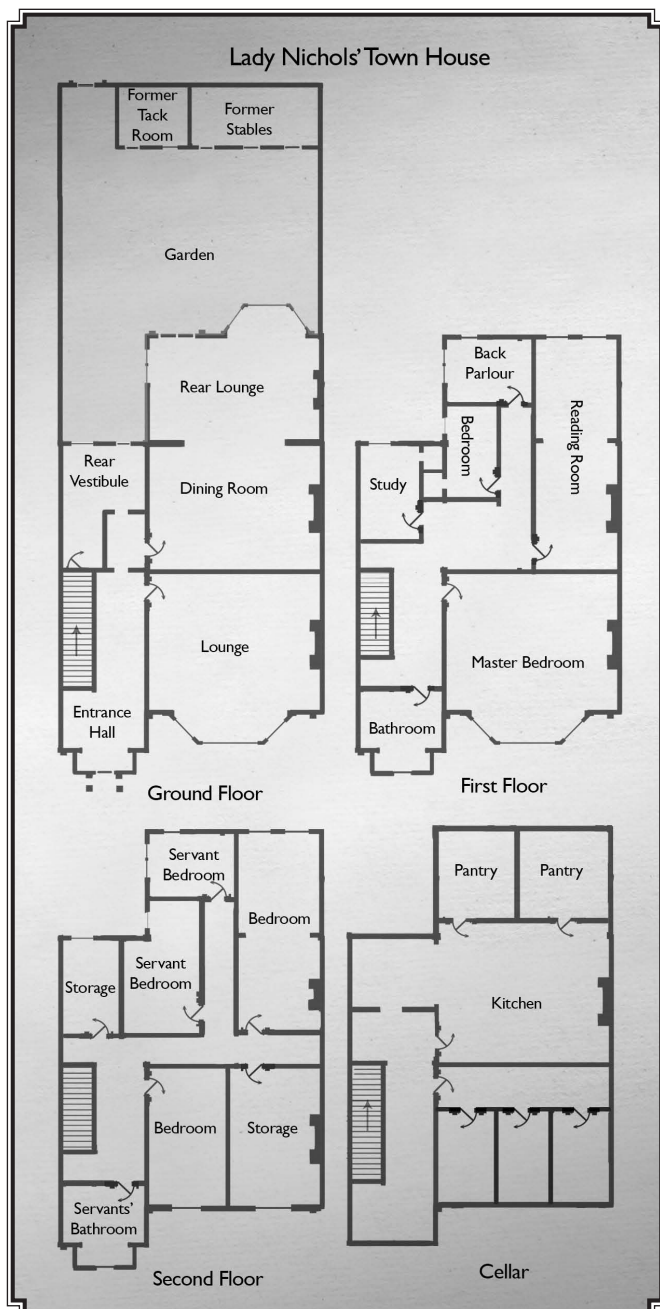 Lady Nichols' Town House
Former
Tack
Room
Former
Stables
Garden
Rear Lounge
Rear
Vestibule
Dining Room
Lounge
Entrance
Hall
Ground Floor
Back
Parlour
Bedroom
Reading Room
Study
Master Bedroom
Bathroom
First Floor
Servant
Bedroom
Bedroom
Servant
Bedroom
Storage
Bedroom
Storage
Servants'
Bathroom
Second Floor
Pantry
Pantry
Kitchen
Cellar